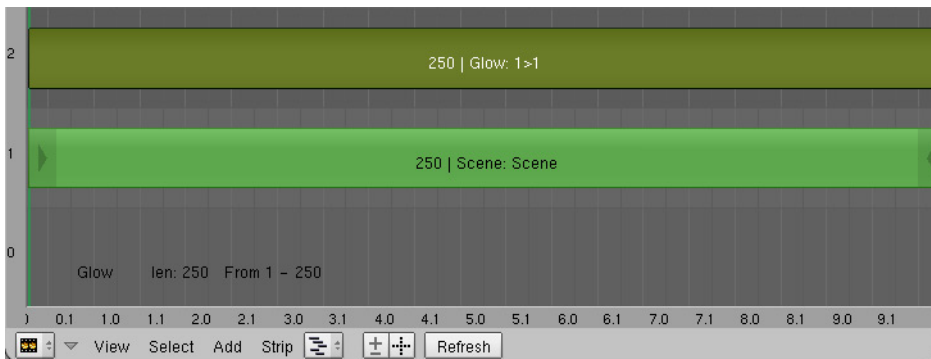 2
250 | Glow: 1>1
1
250 | Scene: Scene
0
Glow len: 250 From 1 - 250
0.1 1.0 1.1 2.0 2.1 3.0 3.1 4.0 4.1 5.0 5.1 6.0 6.1 7.0 7.1 8.0 8.1 9.0 9.1
View Select Add Strip Refresh